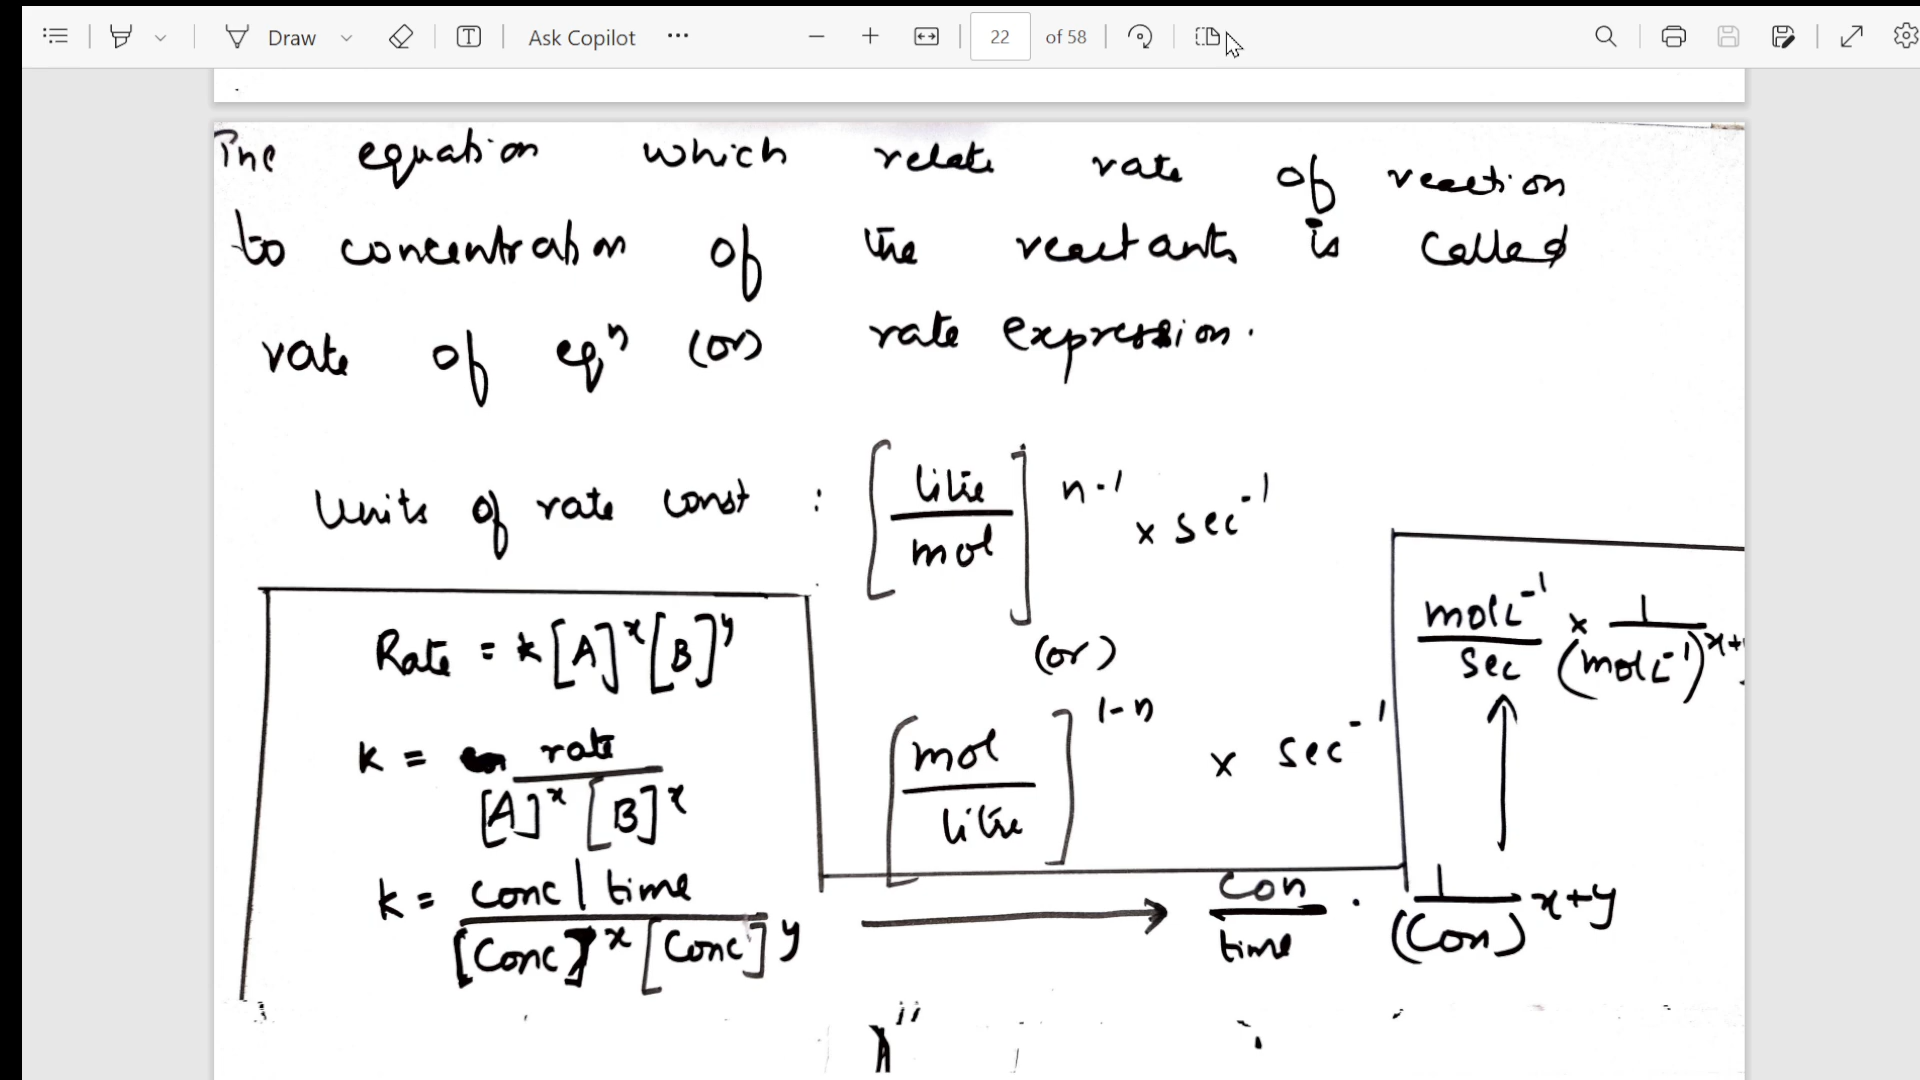 Draw
Ask Copilot
22 of 58
The equation which relate rate of reaction
to concentration of the reactants is called
rate of eqⁿ (or) rate expression.
Units of rate const : [litre/mol]ⁿ⁻¹ × sec⁻¹
(or)
[mol/litre]¹⁻ⁿ × sec⁻¹
Rate = k[A]ˣ[B]ʸ
k = rate/[A]ˣ[B]ˣ
k = conc|time/[Conc]ˣ[Conc]ʸ
→ con/time · 1/(Con)ˣ⁺ʸ
molL⁻¹/sec × 1/(molL⁻¹)ˣ⁺